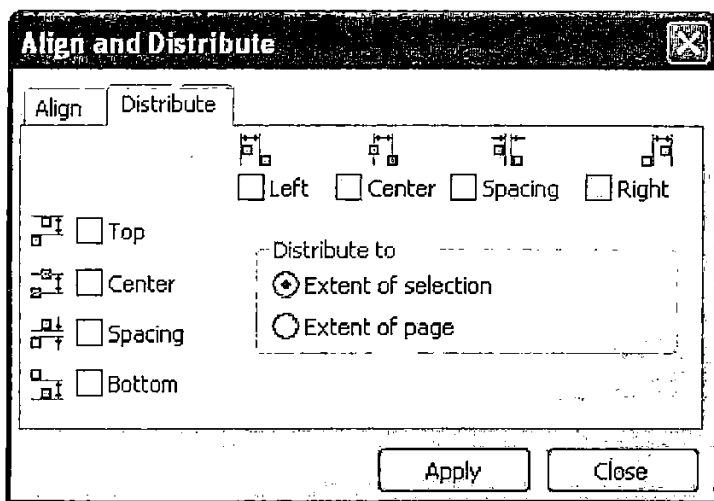 Align and Distribute
Align Distribute
Left Center Spacing Right
Top
Distribute to
Center
Extent of selection
Extent of page
Spacing
Bottom
Apply Close